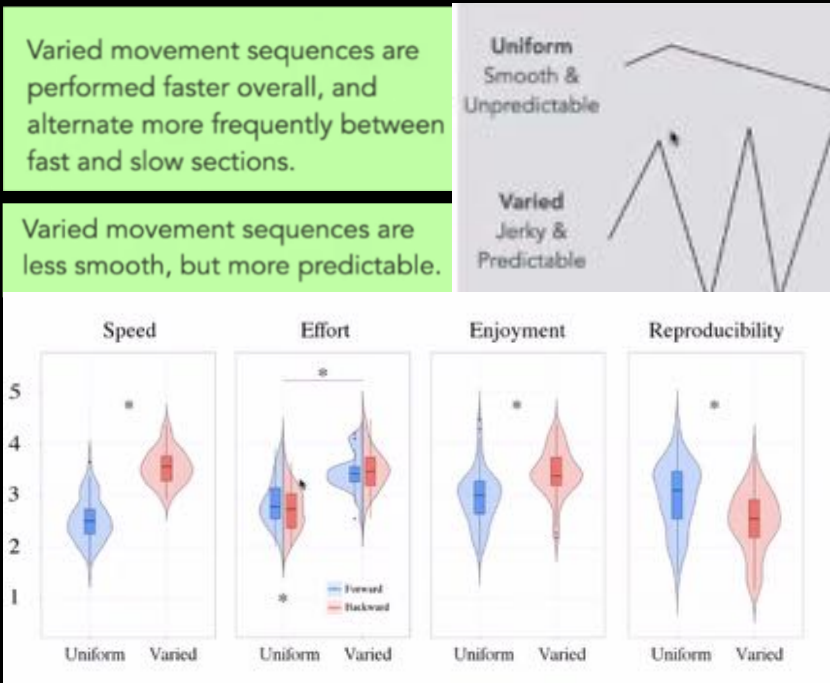 Varied movement sequences are
performed faster overall, and
alternate more frequently between
fast and slow sections.
Varied movement sequences are
less smooth, but more predictable.
Uniform
Smooth &
Unpredictable
Varied
Jerky &
Predictable
Speed
Effort
Enjoyment
Reproducibility
5
4
3
2
1
*
*
*
*
*
Forward
Backward
Uniform Varied
Uniform Varied
Uniform Varied
Uniform Varied